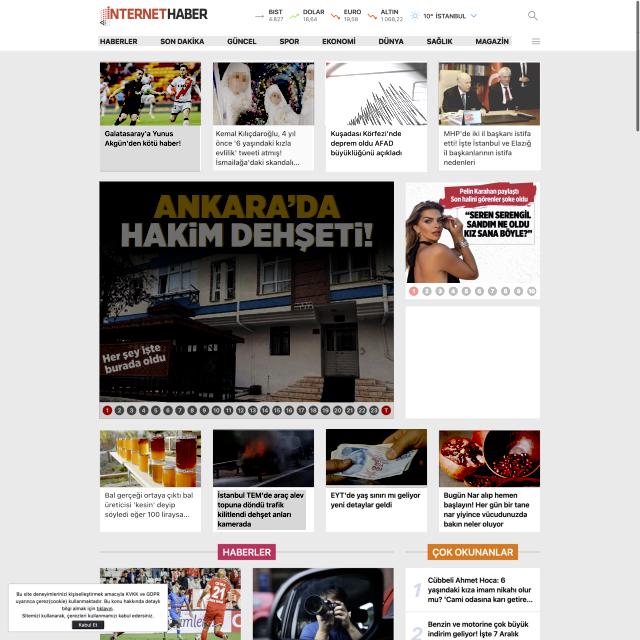 İNTERNETHABER
BIST
4.827
DOLAR
18,64
EURO
19,58
ALTIN
1.068,22
10° İSTANBUL
HABERLER SON DAKİKA GÜNCEL SPOR EKONOMİ DÜNYA SAĞLIK MAGAZİN
Galatasaray'a Yunus
Akgün'den kötü haber!
Kemal Kılıçdaroğlu, 4 yıl
önce '6 yaşındaki kızla
evlilik' tweeti atmış!
İsmailağa'daki skandalı...
Kuşadası Körfezi'nde
deprem oldu AFAD
büyüklüğünü açıkladı
MHP'de iki il başkanı istifa
etti! İşte İstanbul ve Elazığ
il başkanlarının istifa
nedenleri
ANKARA'DA
HAKİM DEHŞETİ!
Her şey işte
burada oldu
1 2 3 4 5 6 7 8 9 10 11 12 13 14 15 16 17 18 19 20 21 22 23 T
Pelin Karahan paylaştı
Son halini görenler şoke oldu
"SEREN SERENGİL
SANDIM NE OLDU
KIZ SANA BÖYLE?"
1 2 3 4 5 6 7 8 9 10
Bal gerçeği ortaya çıktı bal
üreticisi 'kesin' deyip
söyledi eğer 100 liraysa...
İstanbul TEM'de araç alev
topuna döndü trafik
kilitlendi dehşet anları
kamerada
EYT'de yaş sınırı mı geliyor
yeni detaylar geldi
Bugün Nar alıp hemen
başlayın! Her gün bir tane
nar yiyince vücudunuzda
bakın neler oluyor
HABERLER
ÇOK OKUNANLAR
21
1
Cübbeli Ahmet Hoca: 6
yaşındaki kıza imam nikahı olur
mu? 'Cami odasına karı getire...
2
Benzin ve motorine çok büyük
indirim geliyor! İşte 7 Aralık
Bu site deneyimlerinizi kişiselleştirmek amacıyla KVKK ve GDPR
uyarınca çerez(cookie) kullanmaktadır. Bu konu hakkında detaylı
bilgi almak için tıklayın.
Sitemizi kullanarak, çerezleri kullanmamızı kabul edersiniz.
Kabul Et